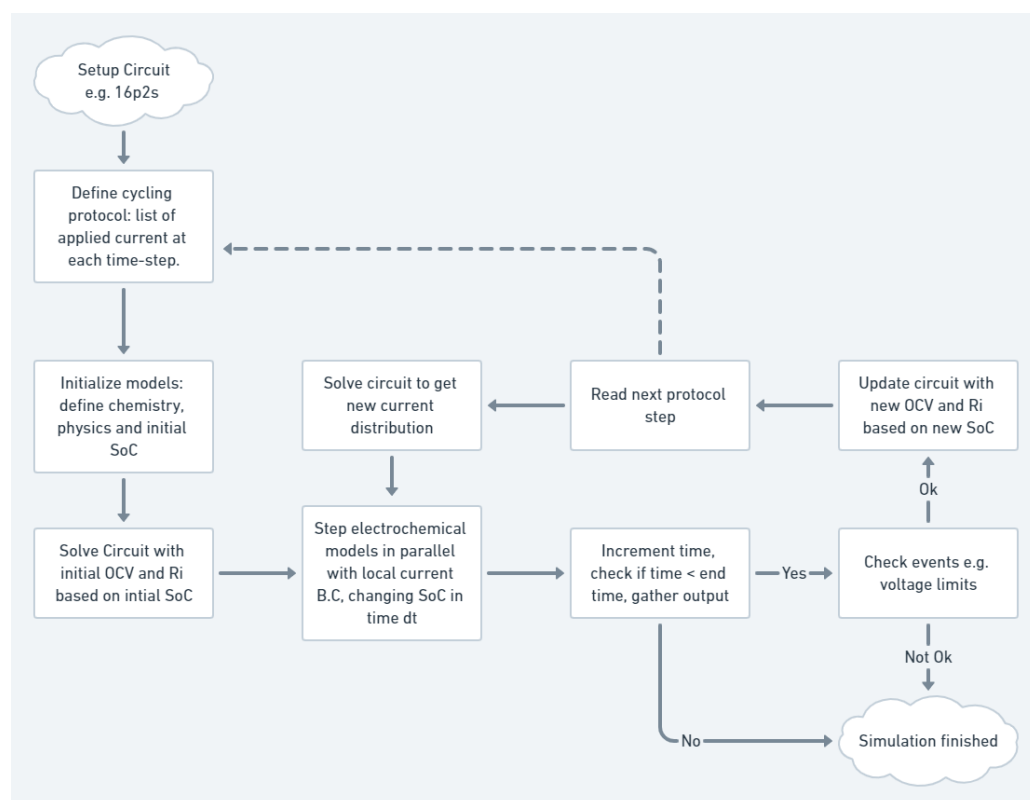 Setup Circuit
e.g. 16p2s
Define cycling
protocol: list of
applied current at
each time-step.
Initialize models:
define chemistry,
physics and initial
SoC
Solve circuit to get
new current
distribution
Read next protocol
step
Update circuit with
new OCV and Ri
based on new SoC
Ok
Solve Circuit with
initial OCV and Ri
based on intial SoC
Step electrochemical
models in parallel
with local current
B.C, changing SoC in
time dt
Increment time,
check if time < end
time, gather output
Yes
Check events e.g.
voltage limits
Not Ok
No
Simulation finished